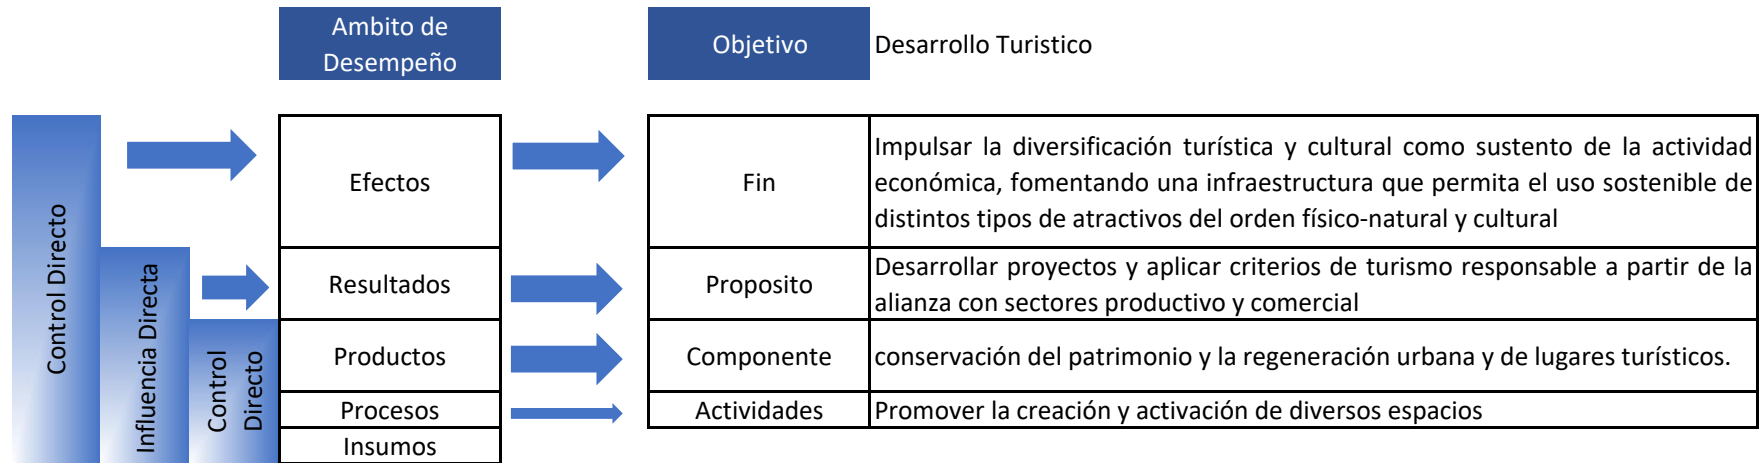 Ambito de
Desempeño
Objetivo
Desarrollo Turistico
Control Directo
Influencia Directa
Control
Directo
Efectos
Fin
Impulsar la diversificación turística y cultural como sustento de la actividad
económica, fomentando una infraestructura que permita el uso sostenible de
distintos tipos de atractivos del orden físico-natural y cultural
Resultados
Proposito
Desarrollar proyectos y aplicar criterios de turismo responsable a partir de la
alianza con sectores productivo y comercial
Productos
Componente
conservación del patrimonio y la regeneración urbana y de lugares turísticos.
Procesos
Actividades
Promover la creación y activación de diversos espacios
Insumos